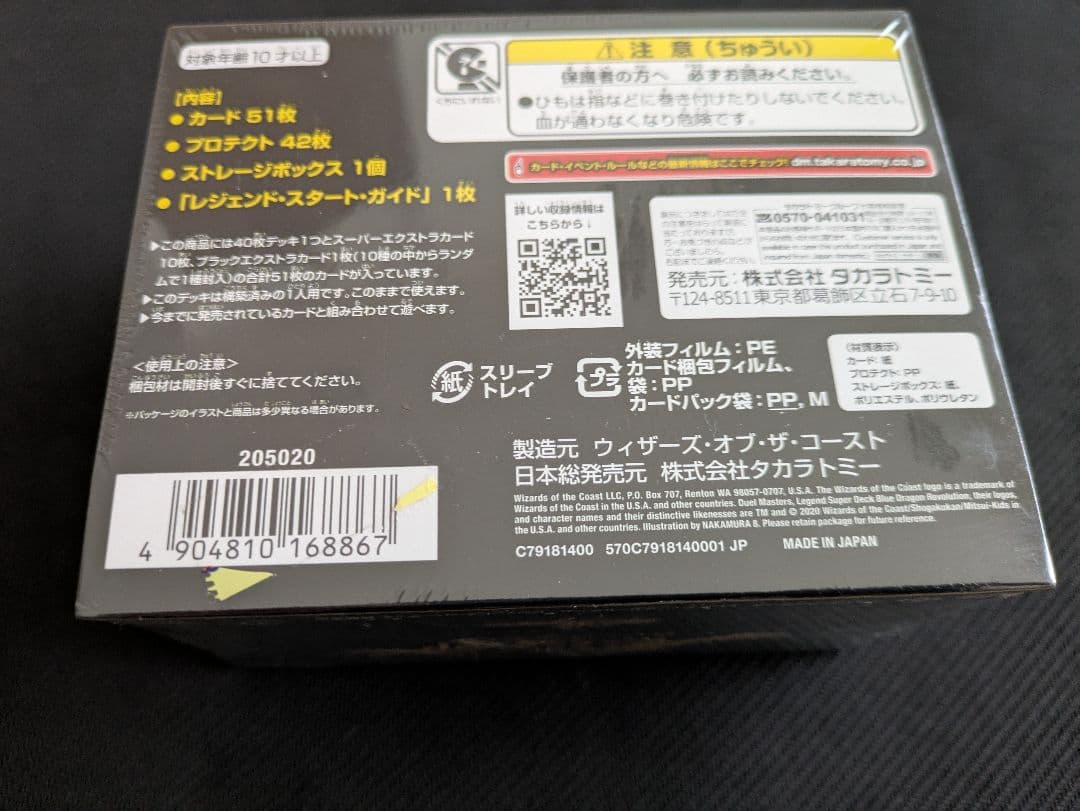 対象年齢10才以上
【内容】
● カード 51枚
● プロテクト 42枚
● ストレージボックス 1個
● 「レジェンド・スタート・ガイド」 1枚
▶この商品には40枚デッキ1つとスーパーエクストラカード
10枚、ブラックエクストラカード1枚(10種の中からランダ
ムで1種封入)の合計51枚のカードが入っています。
▶このデッキは構築済みの1人用です。このままで使えます。
▶今までに発売されているカードと組み合わせて遊べます。
<使用上の注意>
梱包材は開封後すぐに捨ててください。
※パッケージのイラストと商品は多少異なる場合があります。
205020
4 904810 168867
くちにいれない
⚠注意(ちゅうい)
保護者の方へ 必ずお読みください。
●ひもは指などに巻き付けたりしないでください。
血が通わなくなり危険です。
カード・イベント・ルールなどの最新情報はここでチェック! dm.takaratomy.co.jp
詳しい収録情報は
こちらから↓
0570-041031
発売元:株式会社 タカラトミー
〒124-8511 東京都葛飾区立石7-9-10
紙 スリーブ
トレイ
プラ
外装フィルム:PE
カード梱包フィルム、
袋:PP
カードパック袋:PP, M
<材質表示>
カード:紙
プロテクト:PP
ストレージボックス:紙、
ポリエステル、ポリウレタン
製造元 ウィザーズ・オブ・ザ・コースト
日本総発売元 株式会社タカラトミー
Wizards of the Coast LLC, P.O. Box 707, Renton WA 98057-0707, U.S.A. The Wizards of the Coast logo is a trademark of
Wizards of the Coast in the U.S.A. and other countries. Duel Masters, Legend Super Deck Blue Dragon Revolution, their logos,
and character names and their distinctive likenesses are TM and © 2020 Wizards of the Coast/Shogakukan/Mitsui-Kids in
the U.S.A. and other countries. Illustration by NAKAMURA 8. Please retain package for future reference.
C79181400 570C7918140001 JP MADE IN JAPAN